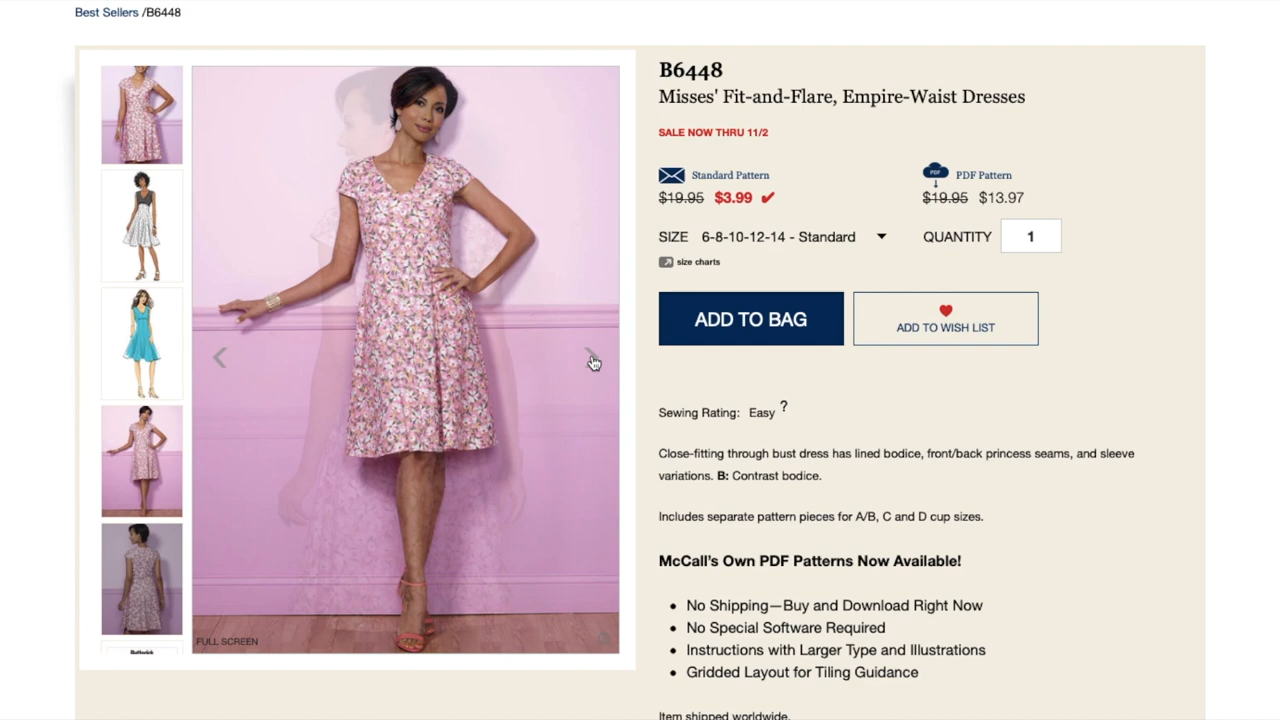 Best Sellers /B6448
B6448
Misses' Fit-and-Flare, Empire-Waist Dresses
SALE NOW THRU 11/2
Standard Pattern
PDF
PDF Pattern
$19.95 $3.99 ✔
$19.95 $13.97
SIZE 6-8-10-12-14 - Standard
QUANTITY 1
size charts
ADD TO BAG
ADD TO WISH LIST
Sewing Rating: Easy ?
Close-fitting through bust dress has lined bodice, front/back princess seams, and sleeve
variations. B: Contrast bodice.
Includes separate pattern pieces for A/B, C and D cup sizes.
McCall's Own PDF Patterns Now Available!
• No Shipping—Buy and Download Right Now
• No Special Software Required
• Instructions with Larger Type and Illustrations
• Gridded Layout for Tiling Guidance
Item shipped worldwide.
FULL SCREEN
Butterick